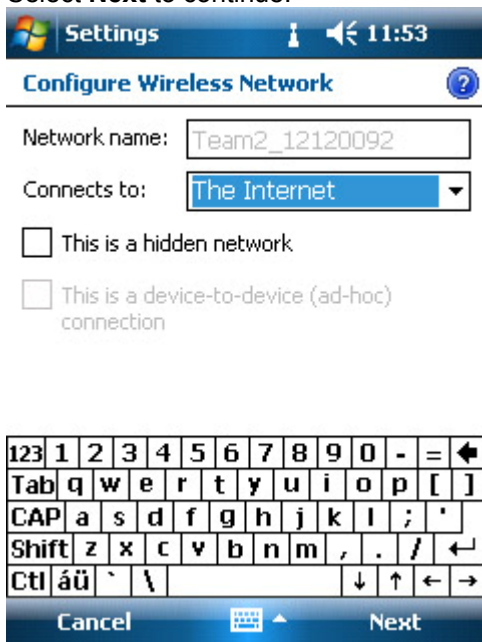 Select Next to continue.
Settings 11:53
Configure Wireless Network ?
Network name: Team2_12120092
Connects to: The Internet
This is a hidden network
This is a device-to-device (ad-hoc)
connection
123 1 2 3 4 5 6 7 8 9 0 - = 
Tab q w e r t y u i o p [ ]
CAP a s d f g h j k l ; '
Shift z x c v b n m , . /
Ctl áü ` \ ↓ ↑ ← →
Cancel Next